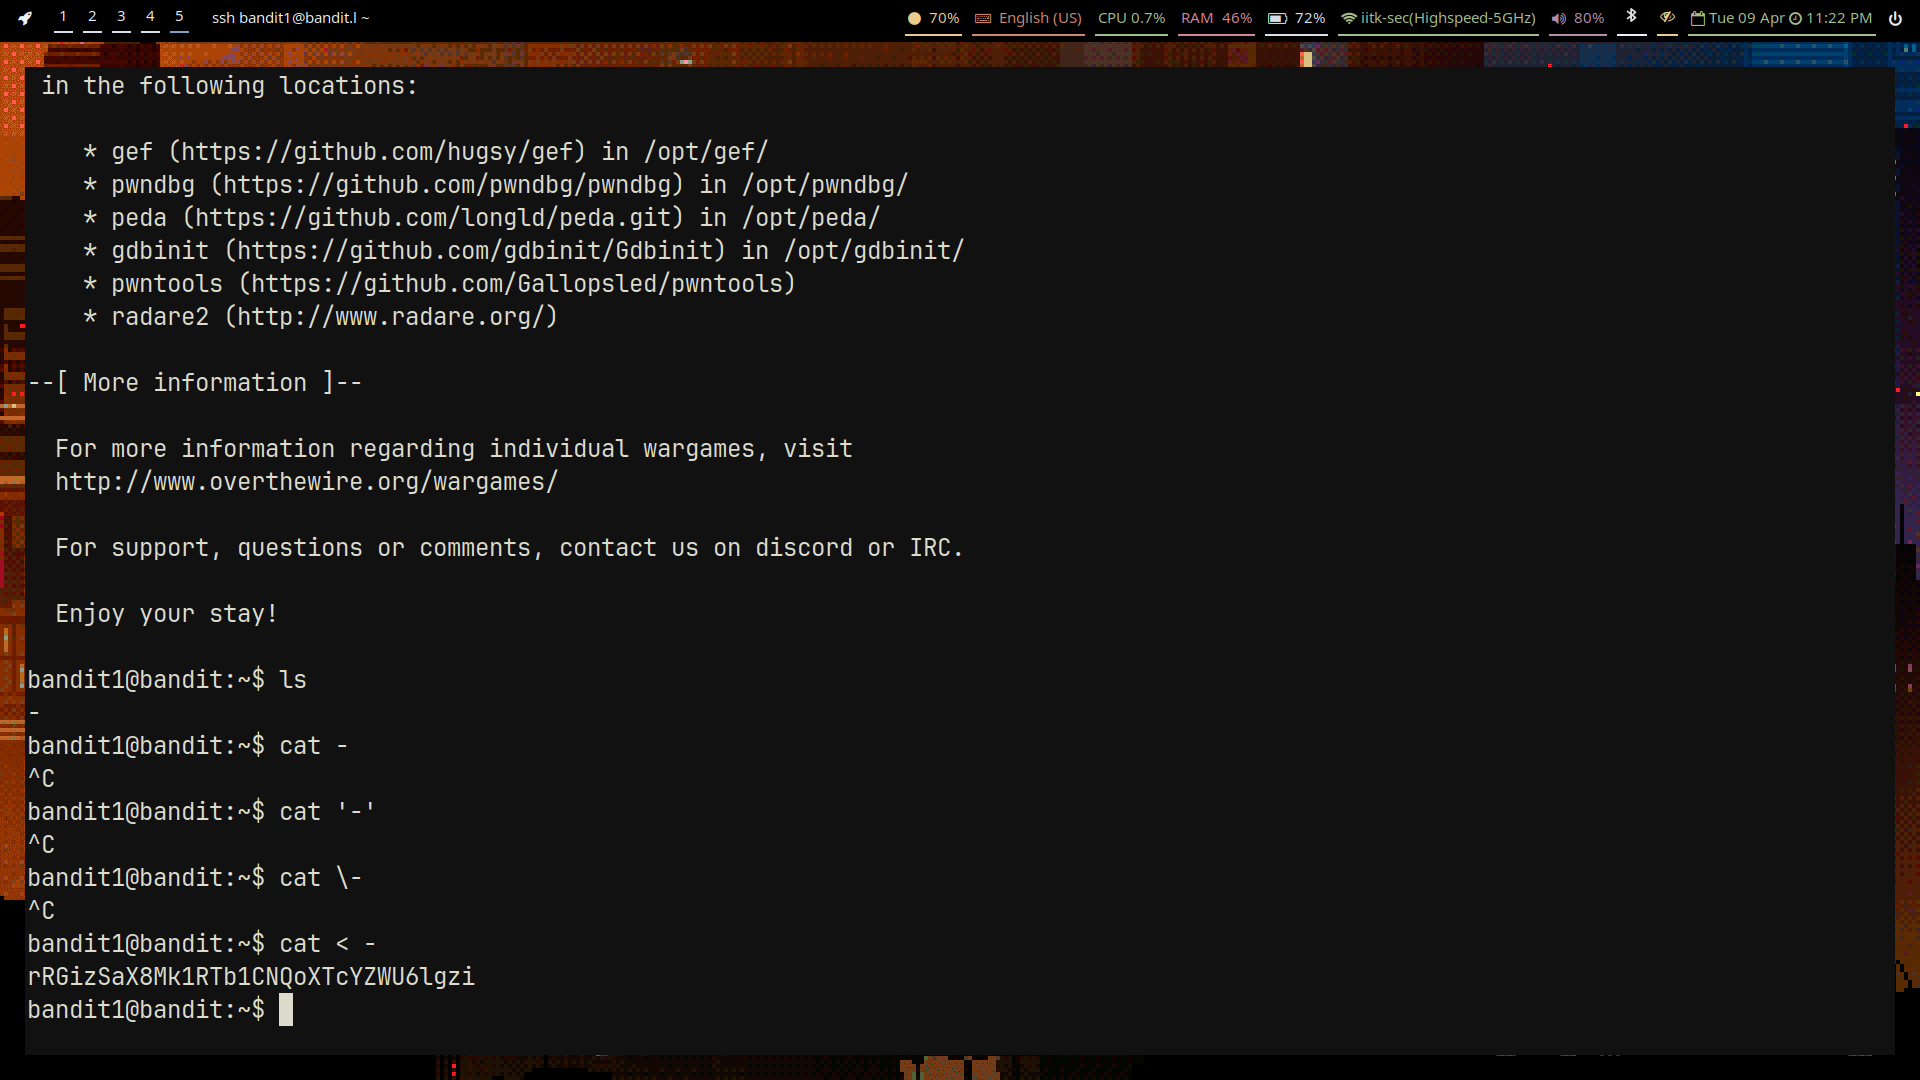 1 2 3 4 5 ssh bandit1@bandit.l ~ 70% English (US) CPU 0.7% RAM 46% 72% iitk-sec(Highspeed-5GHz) 80% Tue 09 Apr 11:22 PM
in the following locations:
* gef (https://github.com/hugsy/gef) in /opt/gef/
* pwndbg (https://github.com/pwndbg/pwndbg) in /opt/pwndbg/
* peda (https://github.com/longld/peda.git) in /opt/peda/
* gdbinit (https://github.com/gdbinit/Gdbinit) in /opt/gdbinit/
* pwntools (https://github.com/Gallopsled/pwntools)
* radare2 (http://www.radare.org/)
--[ More information ]--
For more information regarding individual wargames, visit
http://www.overthewire.org/wargames/
For support, questions or comments, contact us on discord or IRC.
Enjoy your stay!
bandit1@bandit:~$ ls
-
bandit1@bandit:~$ cat -
^C
bandit1@bandit:~$ cat '-'
^C
bandit1@bandit:~$ cat \-
^C
bandit1@bandit:~$ cat < -
rRGizSaX8Mk1RTb1CNQoXTcYZWU6lgzi
bandit1@bandit:~$